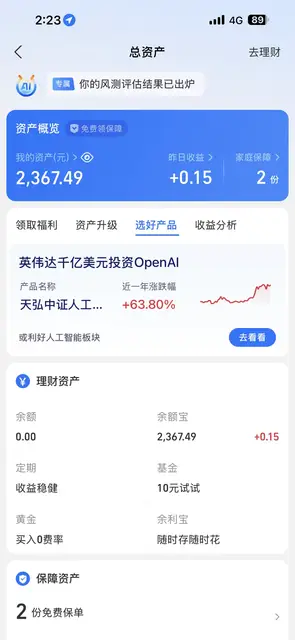 2:23
4G 89
总资产
去理财
AI
专属 你的风测评估结果已出炉
资产概览 免费领保障
我的资产(元)
昨日收益
家庭保障
2,367.49
+0.15
2 份
领取福利 资产升级 选好产品 收益分析
英伟达千亿美元投资OpenAI
产品名称
近一年涨跌幅
天弘中证人工...
+63.80%
或利好人工智能板块
去看看
理财资产
余额
余额宝
0.00
2,367.49
+0.15
定期
基金
收益稳健
10元试试
黄金
余利宝
买入0费率
随时存随时花
保障资产
2 份免费保单